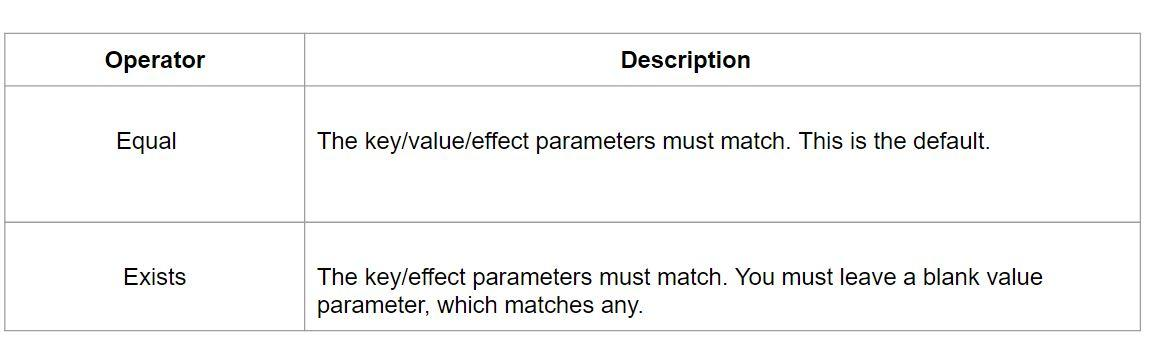 Operator Description
Equal The key/value/effect parameters must match. This is the default.
Exists The key/effect parameters must match. You must leave a blank value
parameter, which matches any.